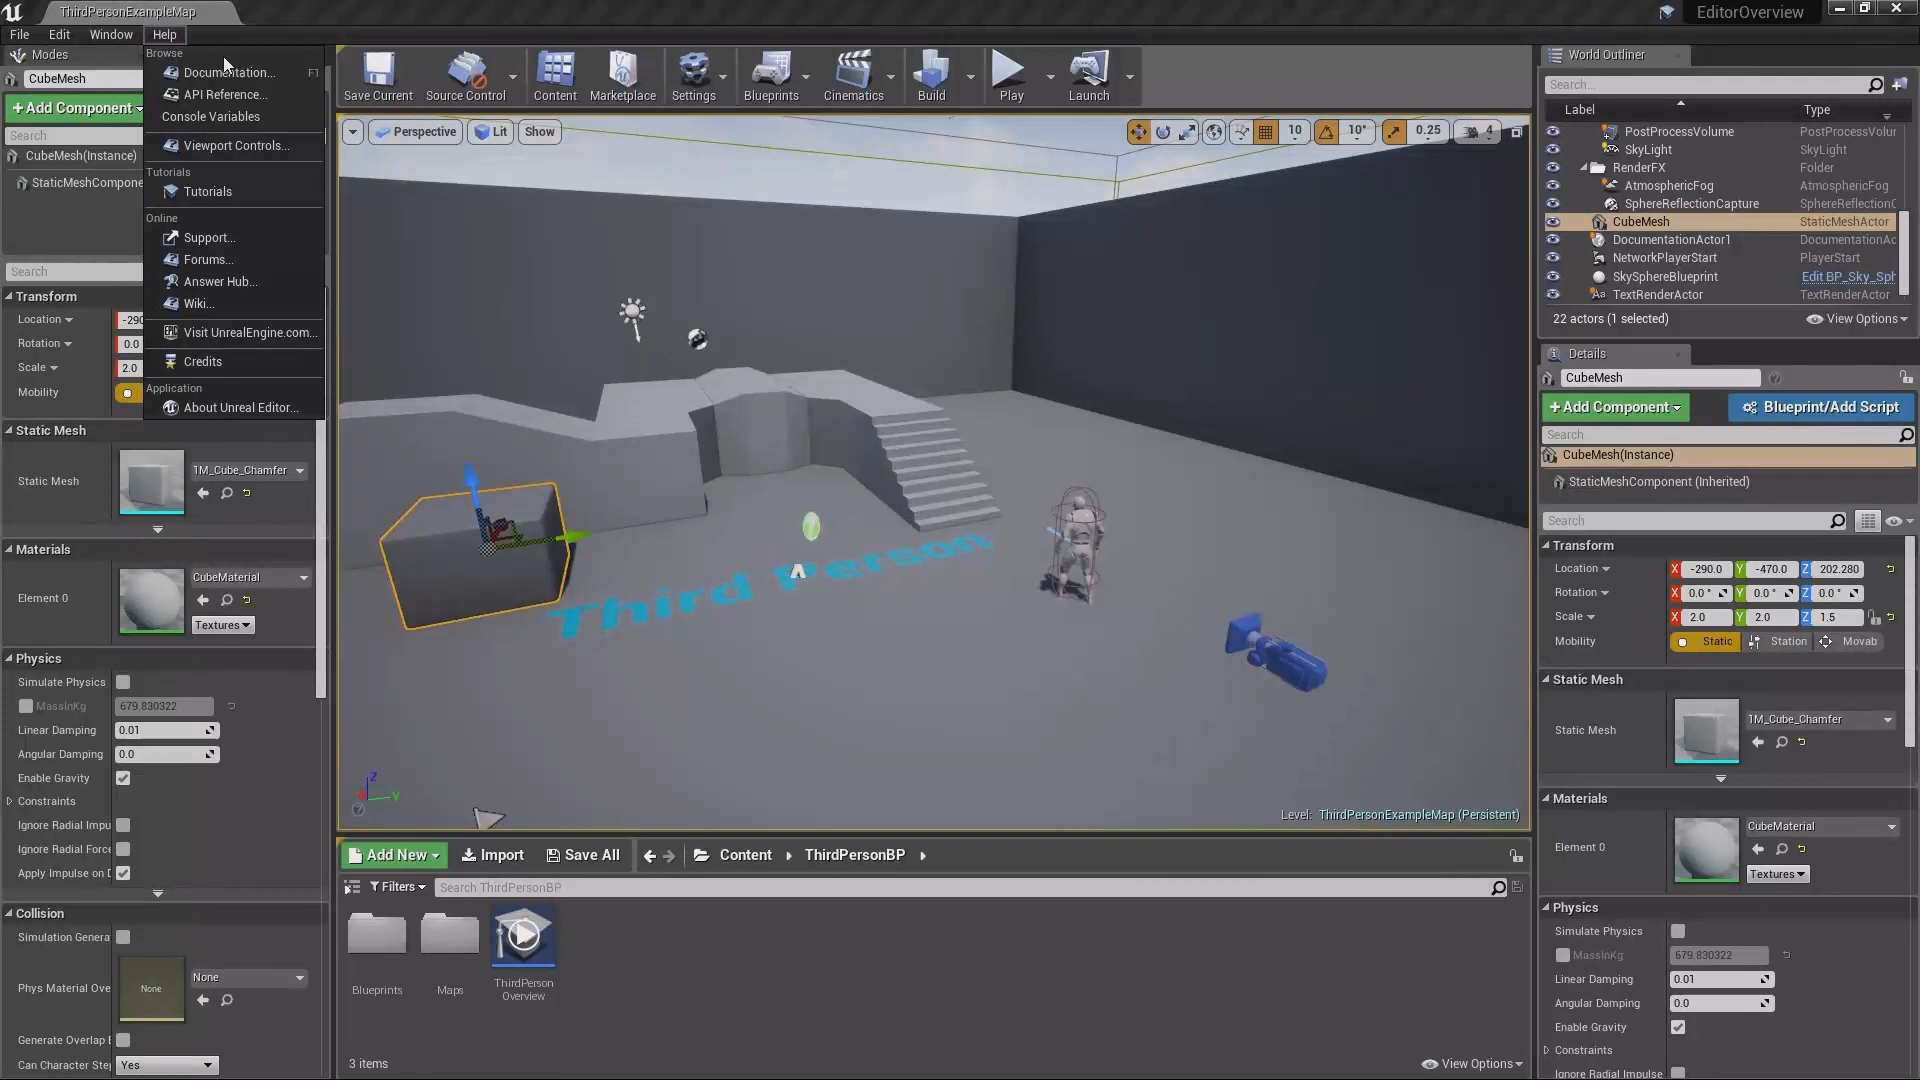 ThirdPersonExampleMap
EditorOverview
File Edit Window Help
Modes
CubeMesh
+ Add Component
Search
CubeMesh(Instance)
StaticMeshCompone
Search
Transform
Location -290
Rotation 0.0
Scale 2.0
Mobility
Browse
Documentation... F1
API Reference...
Console Variables
Viewport Controls...
Tutorials
Tutorials
Online
Support...
Forums...
Answer Hub...
Wiki...
Visit UnrealEngine.com...
Credits
Application
About Unreal Editor...
Static Mesh
Static Mesh 1M_Cube_Chamfer
Materials
Element 0 CubeMaterial
Textures
Physics
Simulate Physics
MassInKg 679.830322
Linear Damping 0.01
Angular Damping 0.0
Enable Gravity
Constraints
Ignore Radial Impu
Ignore Radial Force
Apply Impulse on D
Collision
Simulation Genera
Phys Material Ove None None
Generate Overlap E
Can Character Step Yes
Save Current Source Control Content Marketplace Settings Blueprints Cinematics Build Play Launch
Perspective Lit Show 10 10° 0.25 4
Third Person
Z
Y
Level: ThirdPersonExampleMap (Persistent)
Add New Import Save All Content ThirdPersonBP
Filters Search ThirdPersonBP
Blueprints
Maps
ThirdPerson
Overview
3 items View Options
World Outliner
Search...
Label Type
PostProcessVolume PostProcessVolur
SkyLight SkyLight
RenderFX Folder
AtmosphericFog AtmosphericFog
SphereReflectionCapture SphereReflectionC
CubeMesh StaticMeshActor
DocumentationActor1 DocumentationAc
NetworkPlayerStart PlayerStart
SkySphereBlueprint Edit BP_Sky_Sph
TextRenderActor TextRenderActor
22 actors (1 selected) View Options
Details
CubeMesh
+ Add Component Blueprint/Add Script
Search
CubeMesh(Instance)
StaticMeshComponent (Inherited)
Search
Transform
Location X -290.0 Y -470.0 Z 202.280
Rotation X 0.0 ° Y 0.0 ° Z 0.0 °
Scale X 2.0 Y 2.0 Z 1.5
Mobility Static Station Movab
Static Mesh
Static Mesh 1M_Cube_Chamfer
Materials
Element 0 CubeMaterial
Textures
Physics
Simulate Physics
MassInKg 679.830322
Linear Damping 0.01
Angular Damping 0.0
Enable Gravity
Constraints
Ignore Radial Impulse